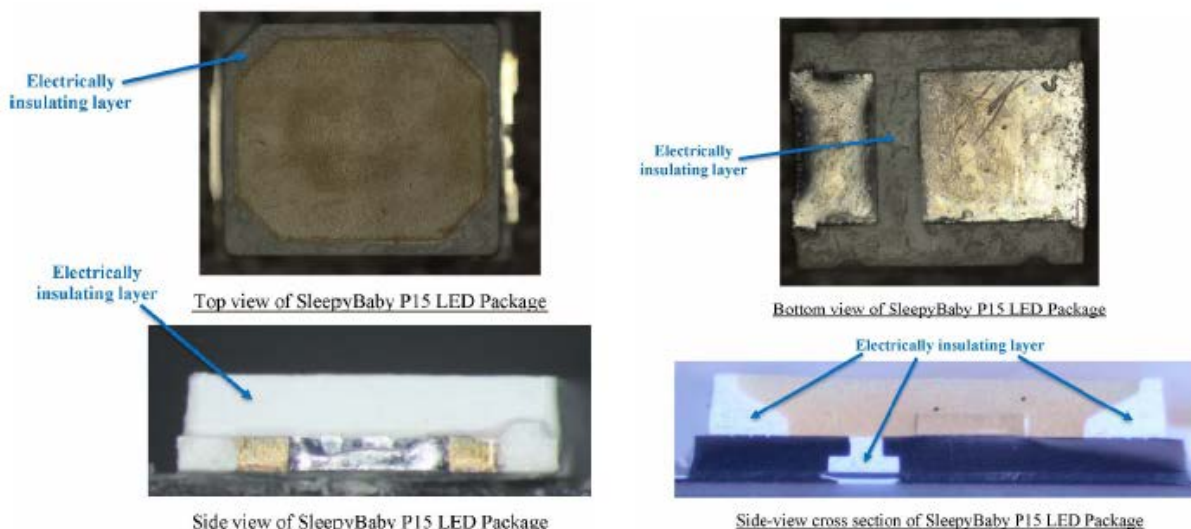 Electrically
insulating layer
Top view of SleepyBaby P15 LED Package
Electrically
insulating layer
Bottom view of SleepyBaby P15 LED Package
Electrically
insulating layer
Side view of SleepyBaby P15 LED Package
Electrically insulating layer
Side-view cross section of SleepyBaby P15 LED Package